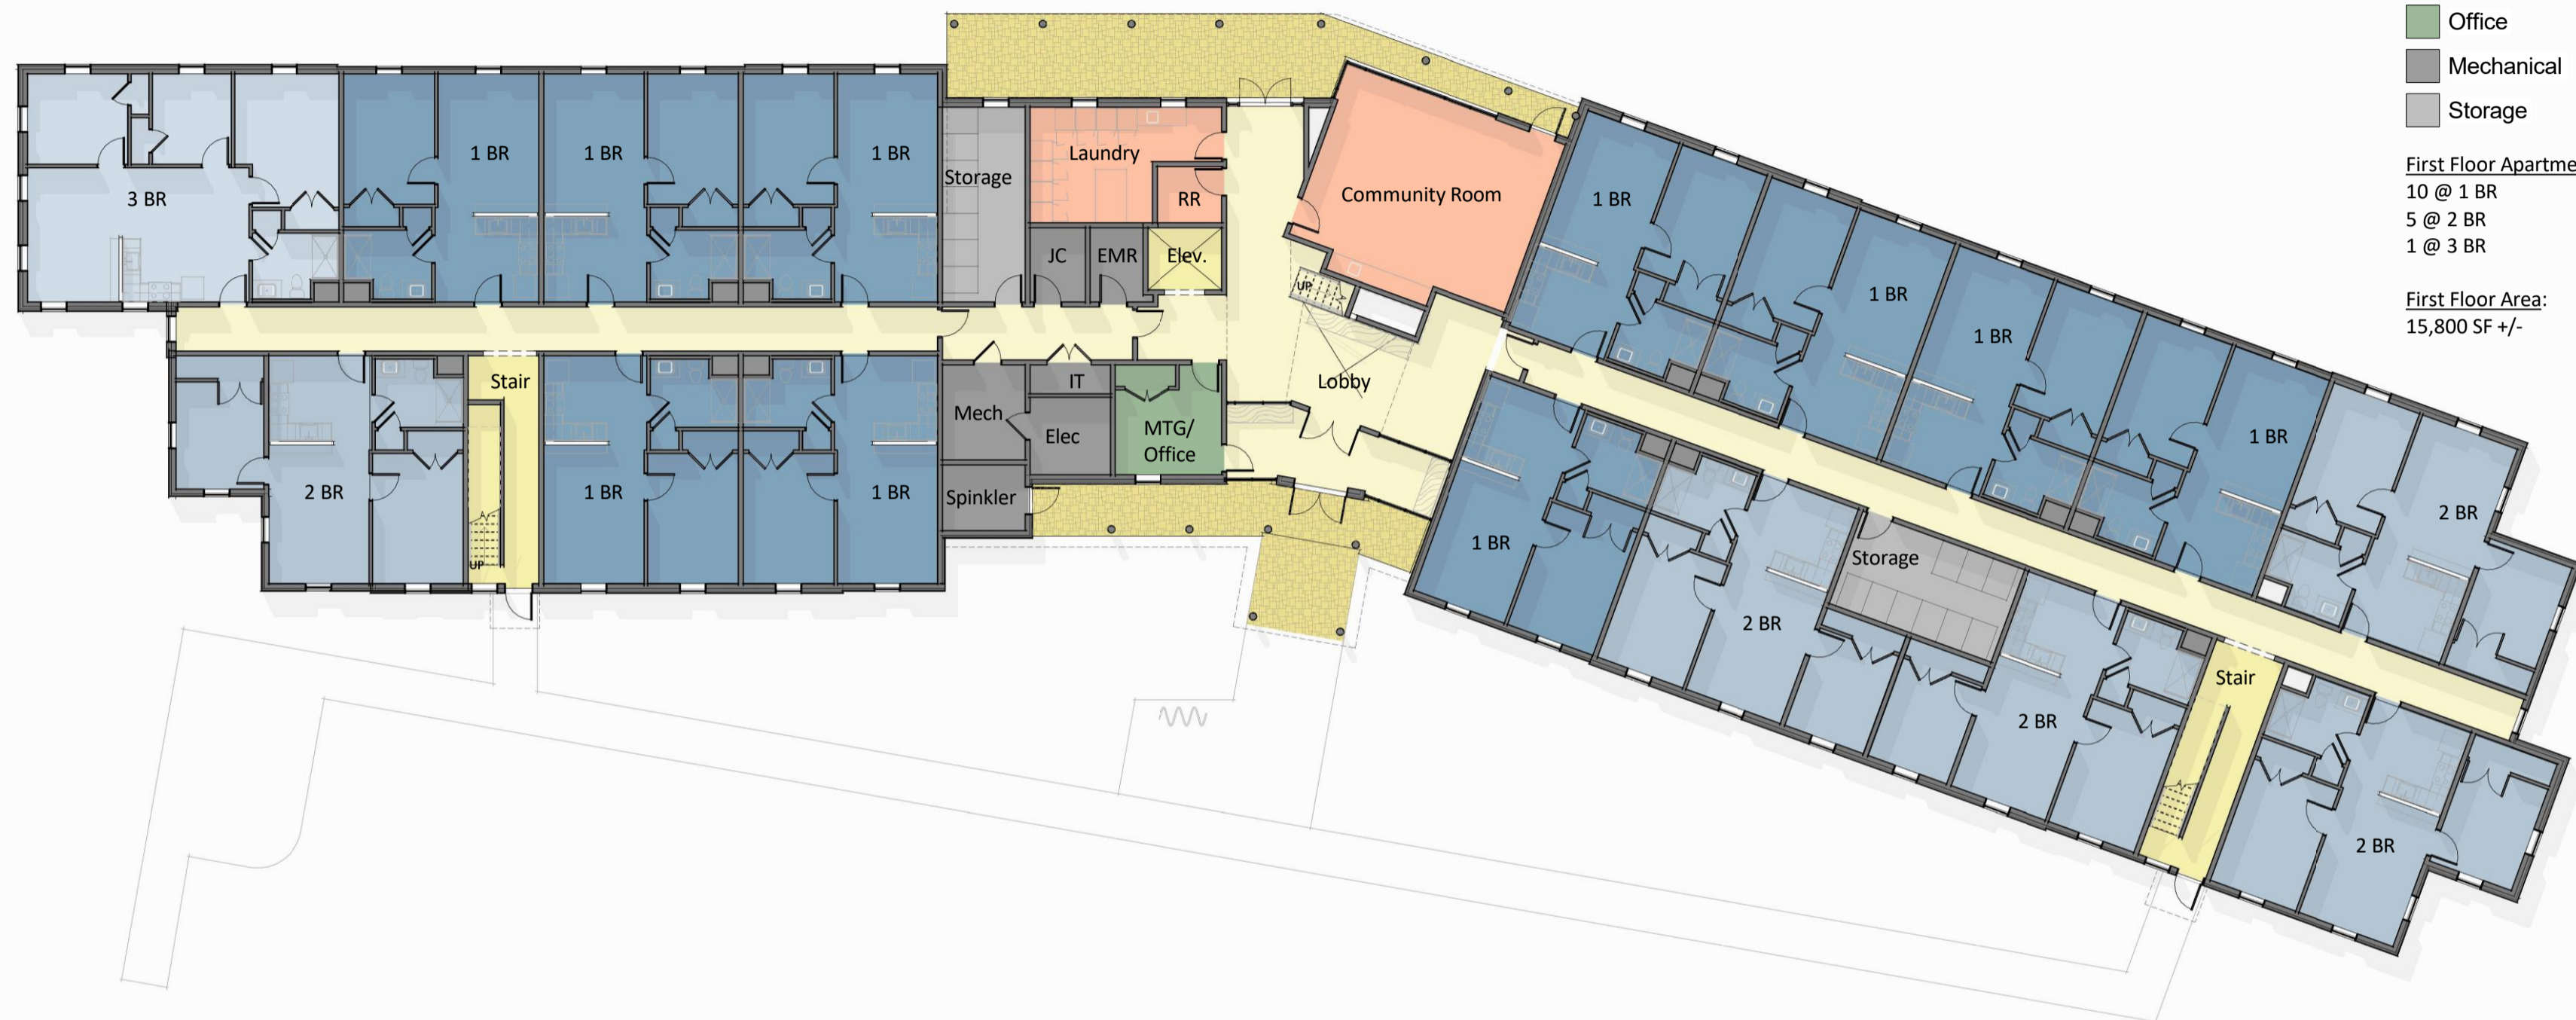 Office
Mechanical
Storage
First Floor Apartme
10 @ 1 BR
5 @ 2 BR
1 @ 3 BR
First Floor Area:
15,800 SF +/-
3 BR
1 BR
1 BR
1 BR
Storage
Laundry
RR
JC
EMR
Elev.
Community Room
UP
Lobby
2 BR
Stair
UP
1 BR
1 BR
Mech
IT
Elec
MTG/
Office
Spinkler
1 BR
1 BR
1 BR
1 BR
2 BR
1 BR
2 BR
Storage
2 BR
Stair
2 BR